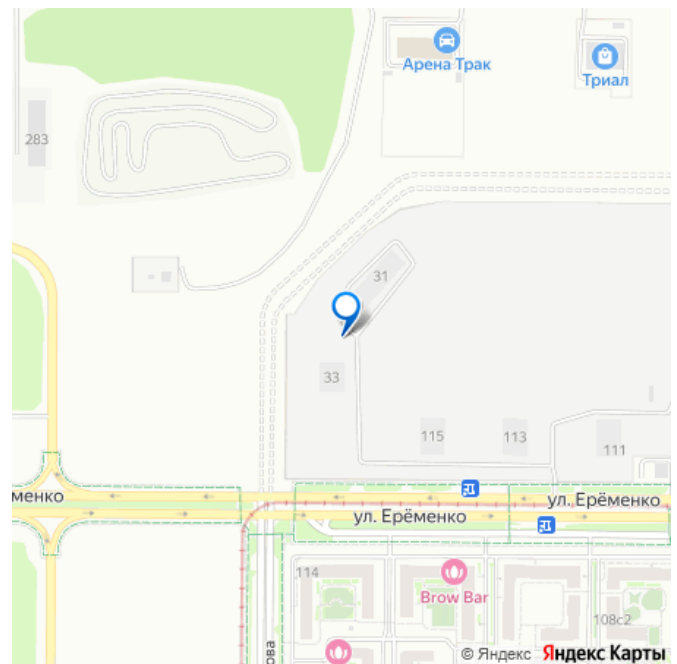 Арена Трак
Триал
283
31
33
115
113
111
менко
ул. Ерёменко
ул. Ерёменко
114
Brow Bar
108с2
ова
© Яндекс Яндекс Карты